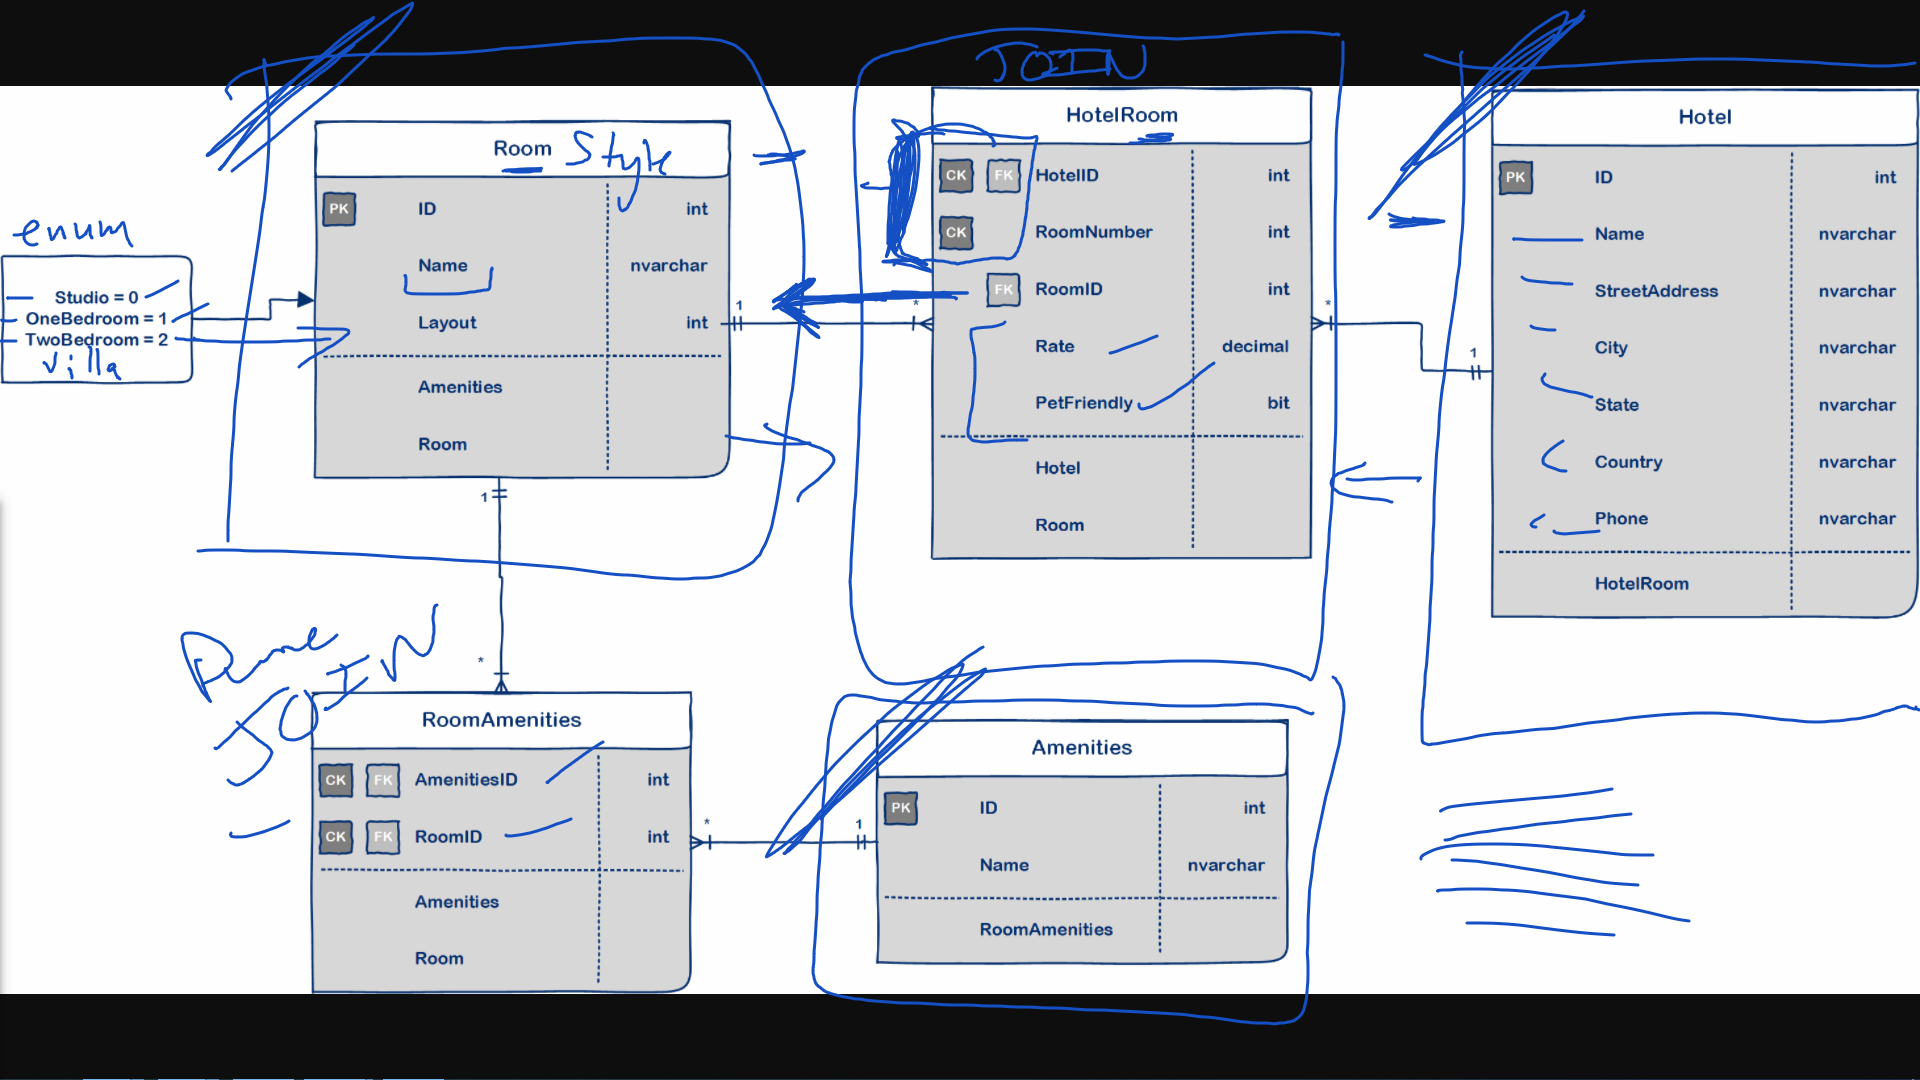 JOIN
enum
Studio = 0
OneBedroom = 1
TwoBedroom = 2
Villa
Room Style
PK ID int
Name nvarchar
Layout int
Amenities
Room
1
*
HotelRoom
CK FK HotelID int
CK RoomNumber int
FK RoomID int
Rate decimal
PetFriendly bit
Hotel
Room
*
1
Hotel
PK ID int
Name nvarchar
StreetAddress nvarchar
City nvarchar
State nvarchar
Country nvarchar
Phone nvarchar
HotelRoom
1
*
JOIN
RoomAmenities
CK FK AmenitiesID int
CK FK RoomID int
Amenities
Room
*
1
Amenities
PK ID int
Name nvarchar
RoomAmenities